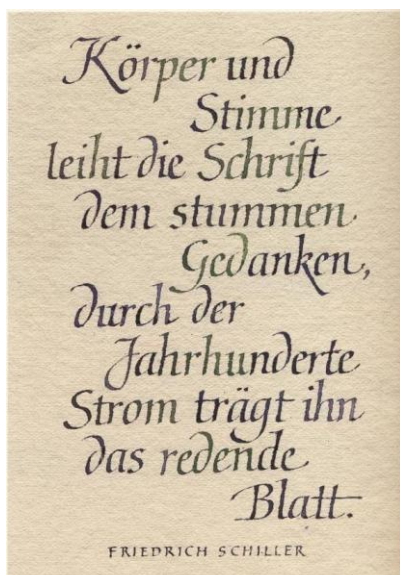 Körper und
Stimme
leiht die Schrift
dem stummen
Gedanken,
durch der
Jahrhunderte
Strom trägt ihn
das redende
Blatt.
FRIEDRICH SCHILLER